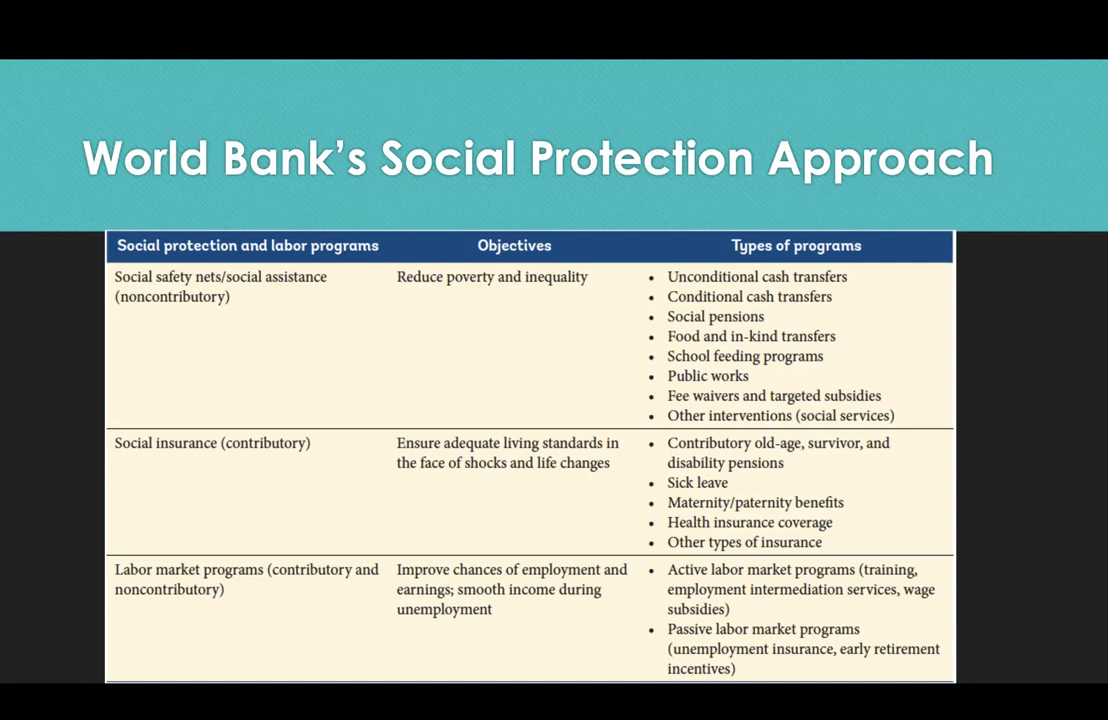 World Bank’s Social Protection Approach
Social protection and labor programs Objectives Types of programs
Social safety nets/social assistance
(noncontributory)
Reduce poverty and inequality
• Unconditional cash transfers
• Conditional cash transfers
• Social pensions
• Food and in-kind transfers
• School feeding programs
• Public works
• Fee waivers and targeted subsidies
• Other interventions (social services)
Social insurance (contributory)
Ensure adequate living standards in
the face of shocks and life changes
• Contributory old-age, survivor, and
disability pensions
• Sick leave
• Maternity/paternity benefits
• Health insurance coverage
• Other types of insurance
Labor market programs (contributory and
noncontributory)
Improve chances of employment and
earnings; smooth income during
unemployment
• Active labor market programs (training,
employment intermediation services, wage
subsidies)
• Passive labor market programs
(unemployment insurance, early retirement
incentives)